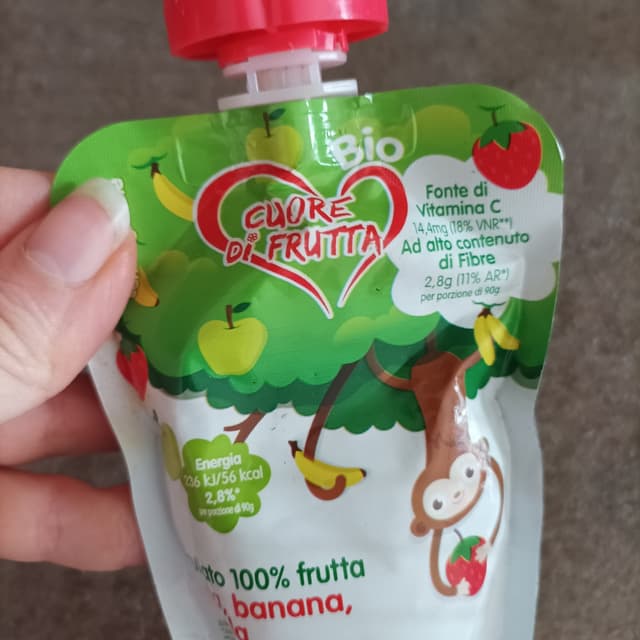 Bio
CUORE
DI FRUTTA
Fonte di
Vitamina C
14,4mg (18% VNR**)
Ad alto contenuto
di Fibre
2,8g (11% AR*)
per porzione di 90g
Energia
236 kJ/56 kcal
2,8%*
per porzione di 90g
100% frutta
banana,